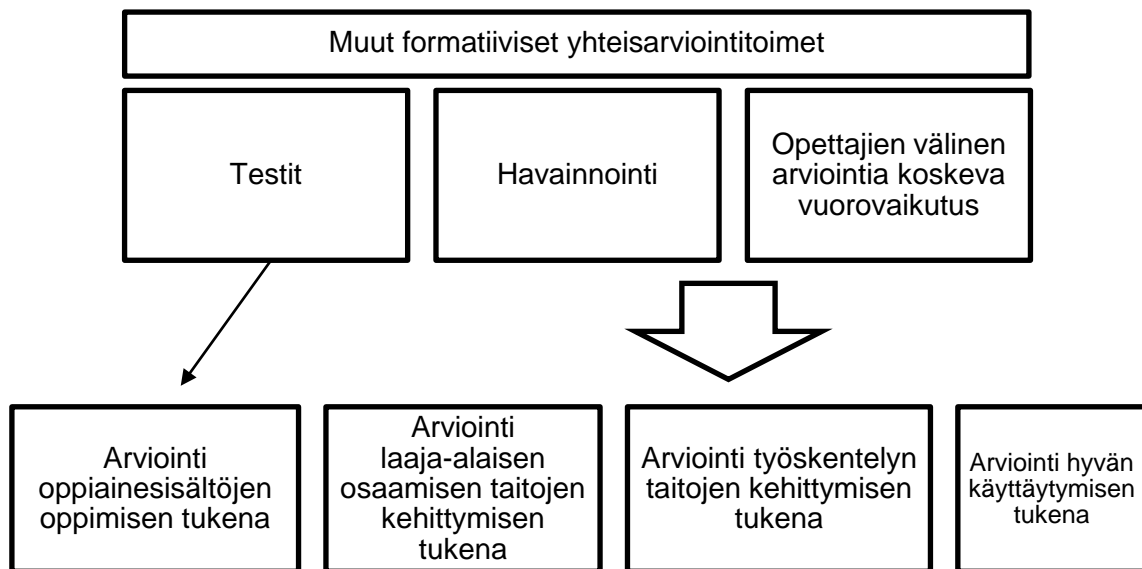 Muut formatiiviset yhteisarviointitoimet
Testit
Havainnointi
Opettajien välinen
arviointia koskeva
vuorovaikutus
Arviointi
oppiainesisältöjen
oppimisen tukena
Arviointi
laaja-alaisen
osaamisen taitojen
kehittymisen
tukena
Arviointi työskentelyn
taitojen kehittymisen
tukena
Arviointi hyvän
käyttäytymisen
tukena